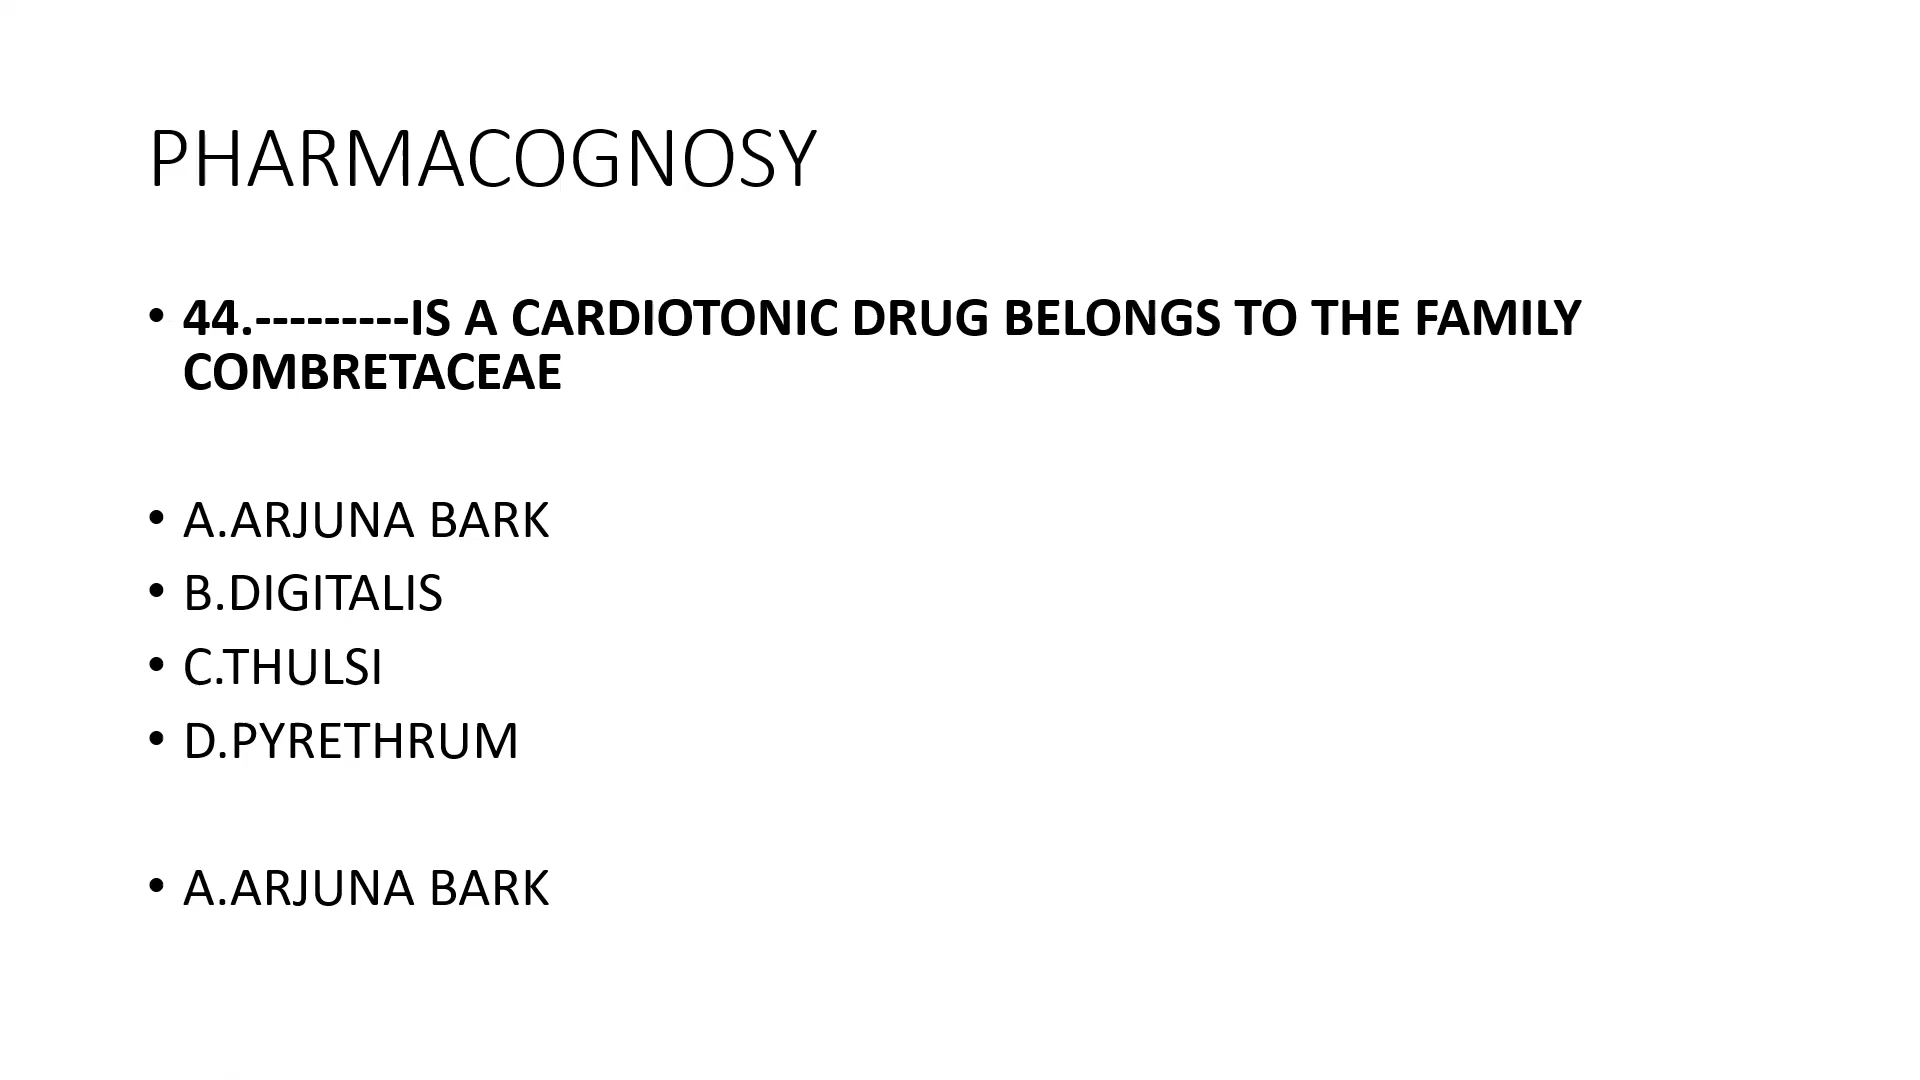 PHARMACOGNOSY
• 44.---------IS A CARDIOTONIC DRUG BELONGS TO THE FAMILY
COMBRETACEAE
• A.ARJUNA BARK
• B.DIGITALIS
• C.THULSI
• D.PYRETHRUM
• A.ARJUNA BARK